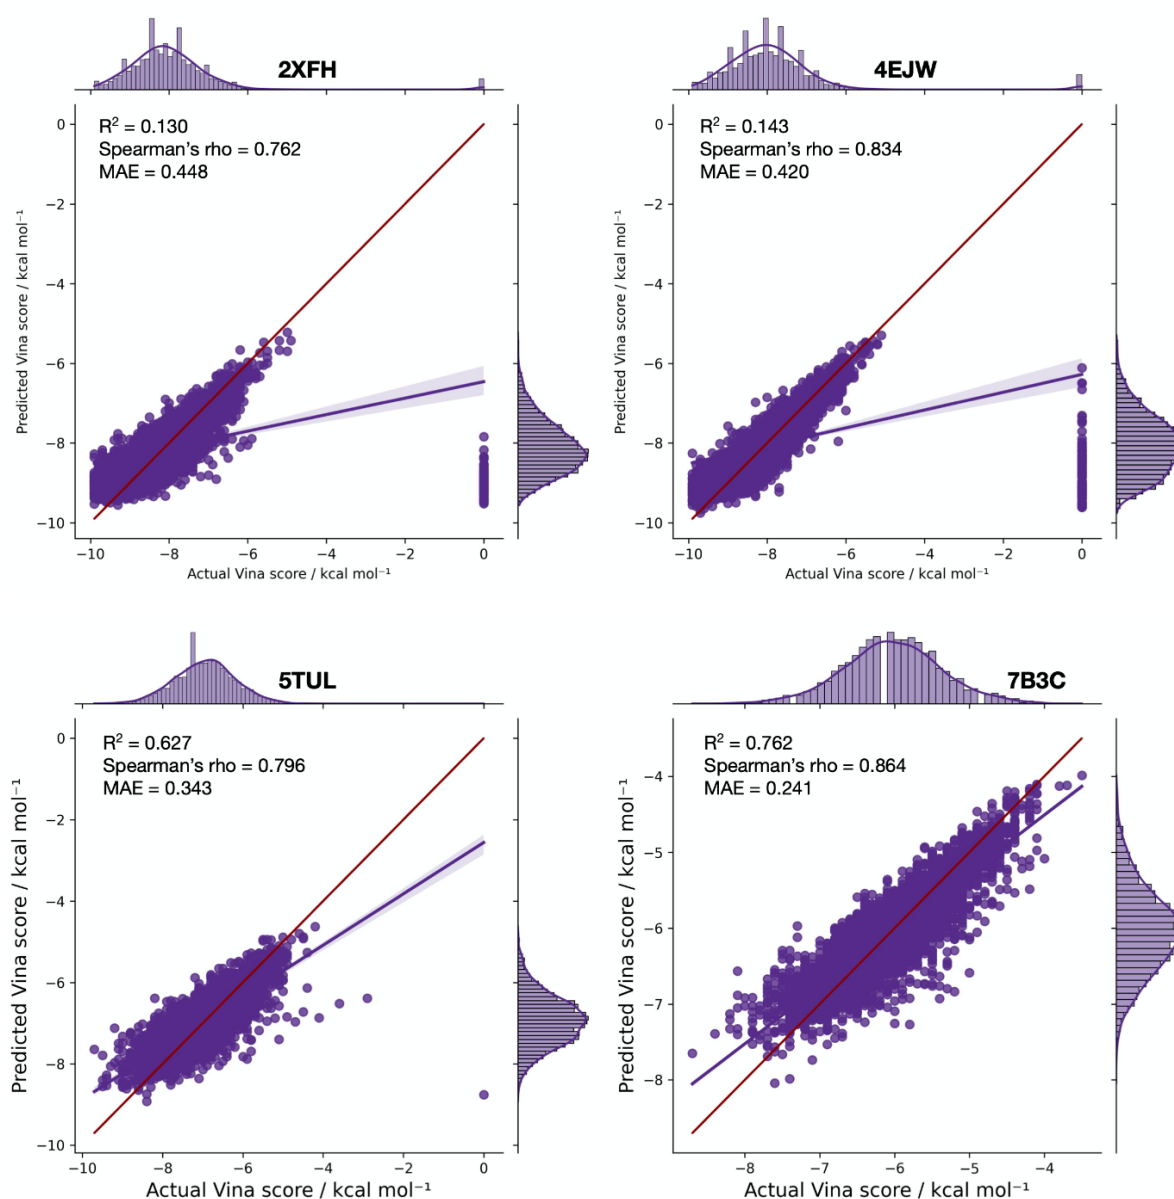 2XFH
R² = 0.130
Spearman's rho = 0.762
MAE = 0.448
Predicted Vina score / kcal mol⁻¹
0
−2
−4
−6
−8
−10
−10 −8 −6 −4 −2 0
Actual Vina score / kcal mol⁻¹
4EJW
R² = 0.143
Spearman's rho = 0.834
MAE = 0.420
Predicted Vina score / kcal mol⁻¹
0
−2
−4
−6
−8
−10
−10 −8 −6 −4 −2 0
Actual Vina score / kcal mol⁻¹
5TUL
R² = 0.627
Spearman's rho = 0.796
MAE = 0.343
Predicted Vina score / kcal mol⁻¹
0
−2
−4
−6
−8
−10
−10 −8 −6 −4 −2 0
Actual Vina score / kcal mol⁻¹
7B3C
R² = 0.762
Spearman's rho = 0.864
MAE = 0.241
Predicted Vina score / kcal mol⁻¹
−4
−5
−6
−7
−8
−8 −7 −6 −5 −4
Actual Vina score / kcal mol⁻¹